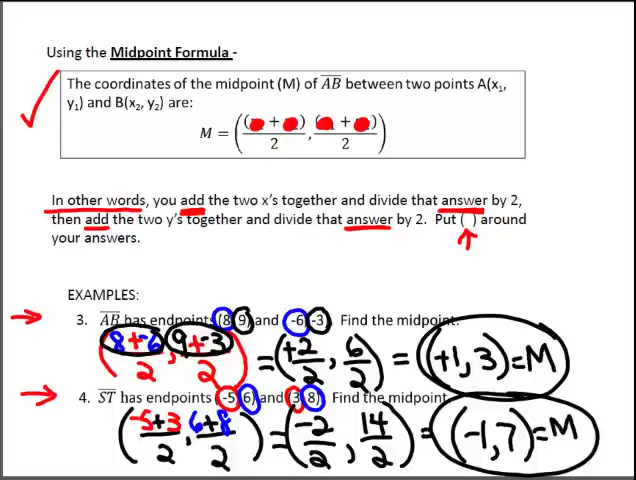 Using the Midpoint Formula -
The coordinates of the midpoint (M) of AB between two points A(x₁,
y₁) and B(x₂, y₂) are:
M = (( + )/2, ( + )/2)
In other words, you add the two x's together and divide that answer by 2,
then add the two y's together and divide that answer by 2. Put ( ) around
your answers.
EXAMPLES:
3. AB has endpoints (8, 9) and (-6, -3). Find the midpoint.
(8+-6/2, 9+-3/2) = (+2/2, 6/2) = (+1, 3) = M
4. ST has endpoints (-5, 6) and (3, 8). Find the midpoint
(-5+3/2, 6+8/2) = (-2/2, 14/2) = (-1, 7) = M